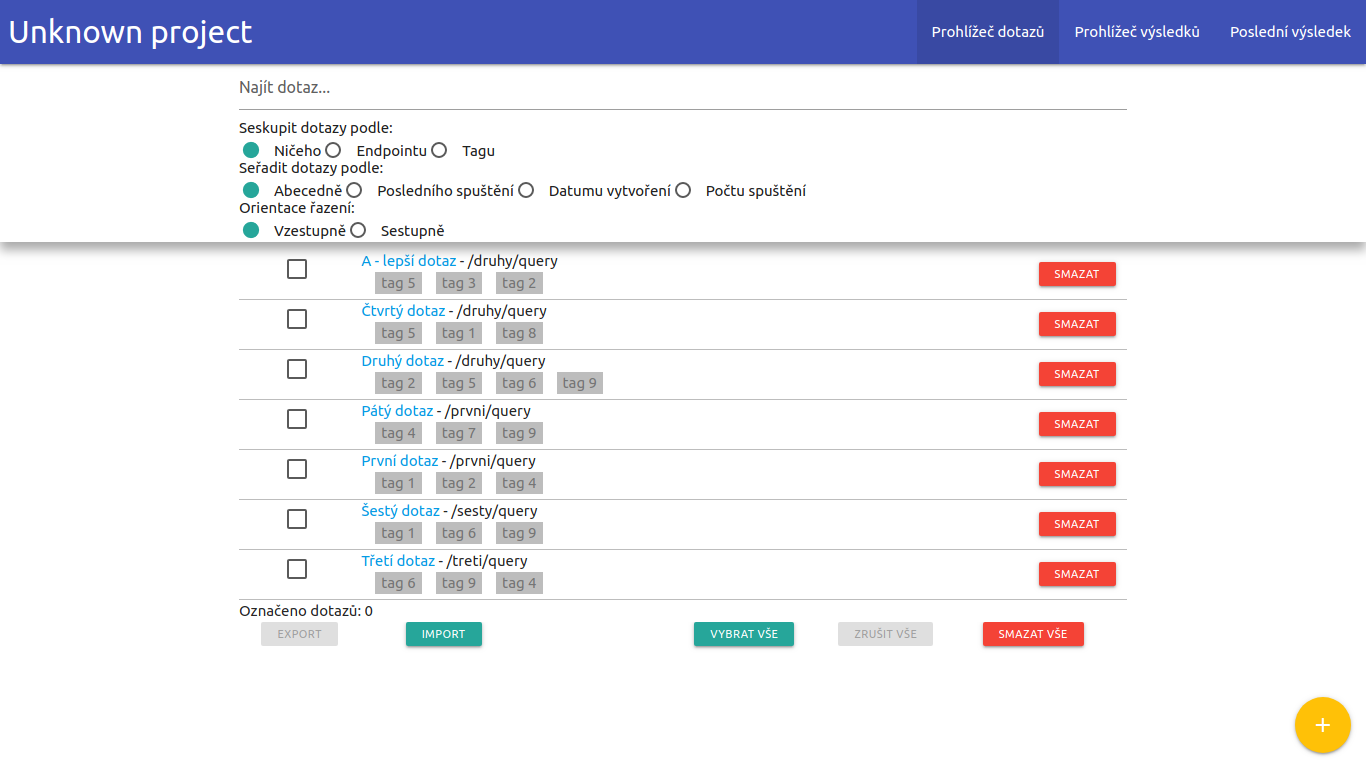 Unknown project Prohlížeč dotazů Prohlížeč výsledků Poslední výsledek
Najít dotaz...
Seskupit dotazy podle:
Ničeho Endpointu Tagu
Seřadit dotazy podle:
Abecedně Posledního spuštění Datumu vytvoření Počtu spuštění
Orientace řazení:
Vzestupně Sestupně
A - lepší dotaz - /druhy/query
tag 5 tag 3 tag 2 SMAZAT
Čtvrtý dotaz - /druhy/query
tag 5 tag 1 tag 8 SMAZAT
Druhý dotaz - /druhy/query
tag 2 tag 5 tag 6 tag 9 SMAZAT
Pátý dotaz - /prvni/query
tag 4 tag 7 tag 9 SMAZAT
První dotaz - /prvni/query
tag 1 tag 2 tag 4 SMAZAT
Šestý dotaz - /sesty/query
tag 1 tag 6 tag 9 SMAZAT
Třetí dotaz - /treti/query
tag 6 tag 9 tag 4 SMAZAT
Označeno dotazů: 0
EXPORT IMPORT VYBRAT VŠE ZRUŠIT VŠE SMAZAT VŠE
+